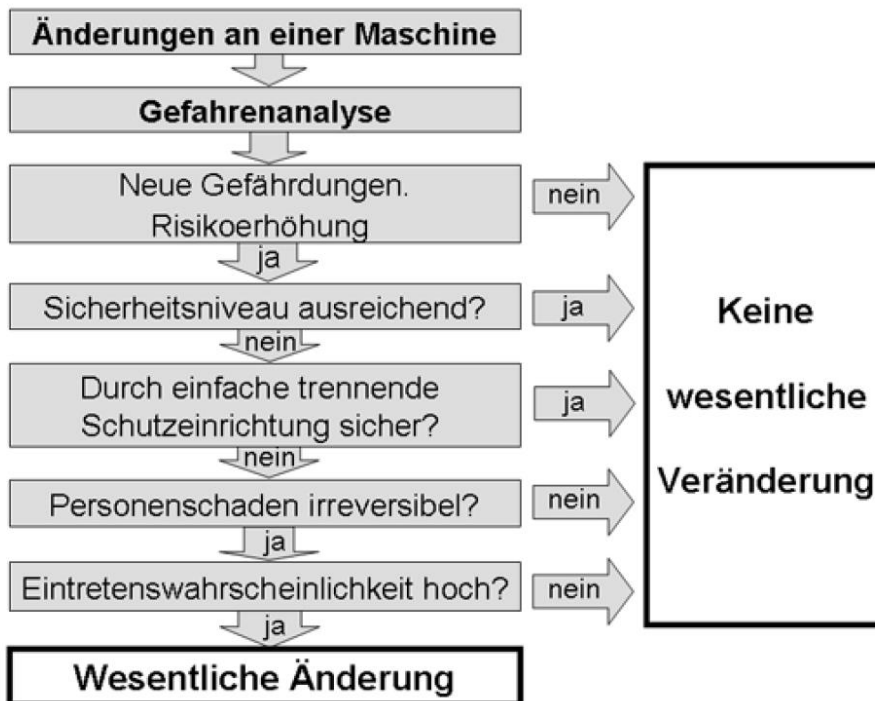 Änderungen an einer Maschine
Gefahrenanalyse
Neue Gefährdungen.
Risikoerhöhung
nein
ja
Sicherheitsniveau ausreichend?
ja
nein
Durch einfache trennende
Schutzeinrichtung sicher?
ja
nein
Personenschaden irreversibel?
nein
ja
Eintretenswahrscheinlichkeit hoch?
nein
ja
Wesentliche Änderung
Keine
wesentliche
Veränderung